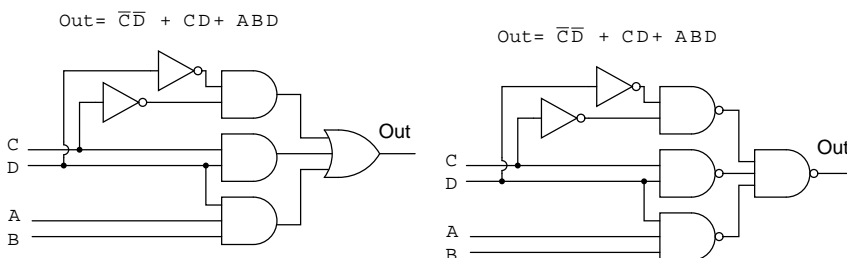 Out= C̅D̅ + CD+ ABD
Out
C
D
A
B
Out= C̅D̅ + CD+ ABD
Out
C
D
A
B